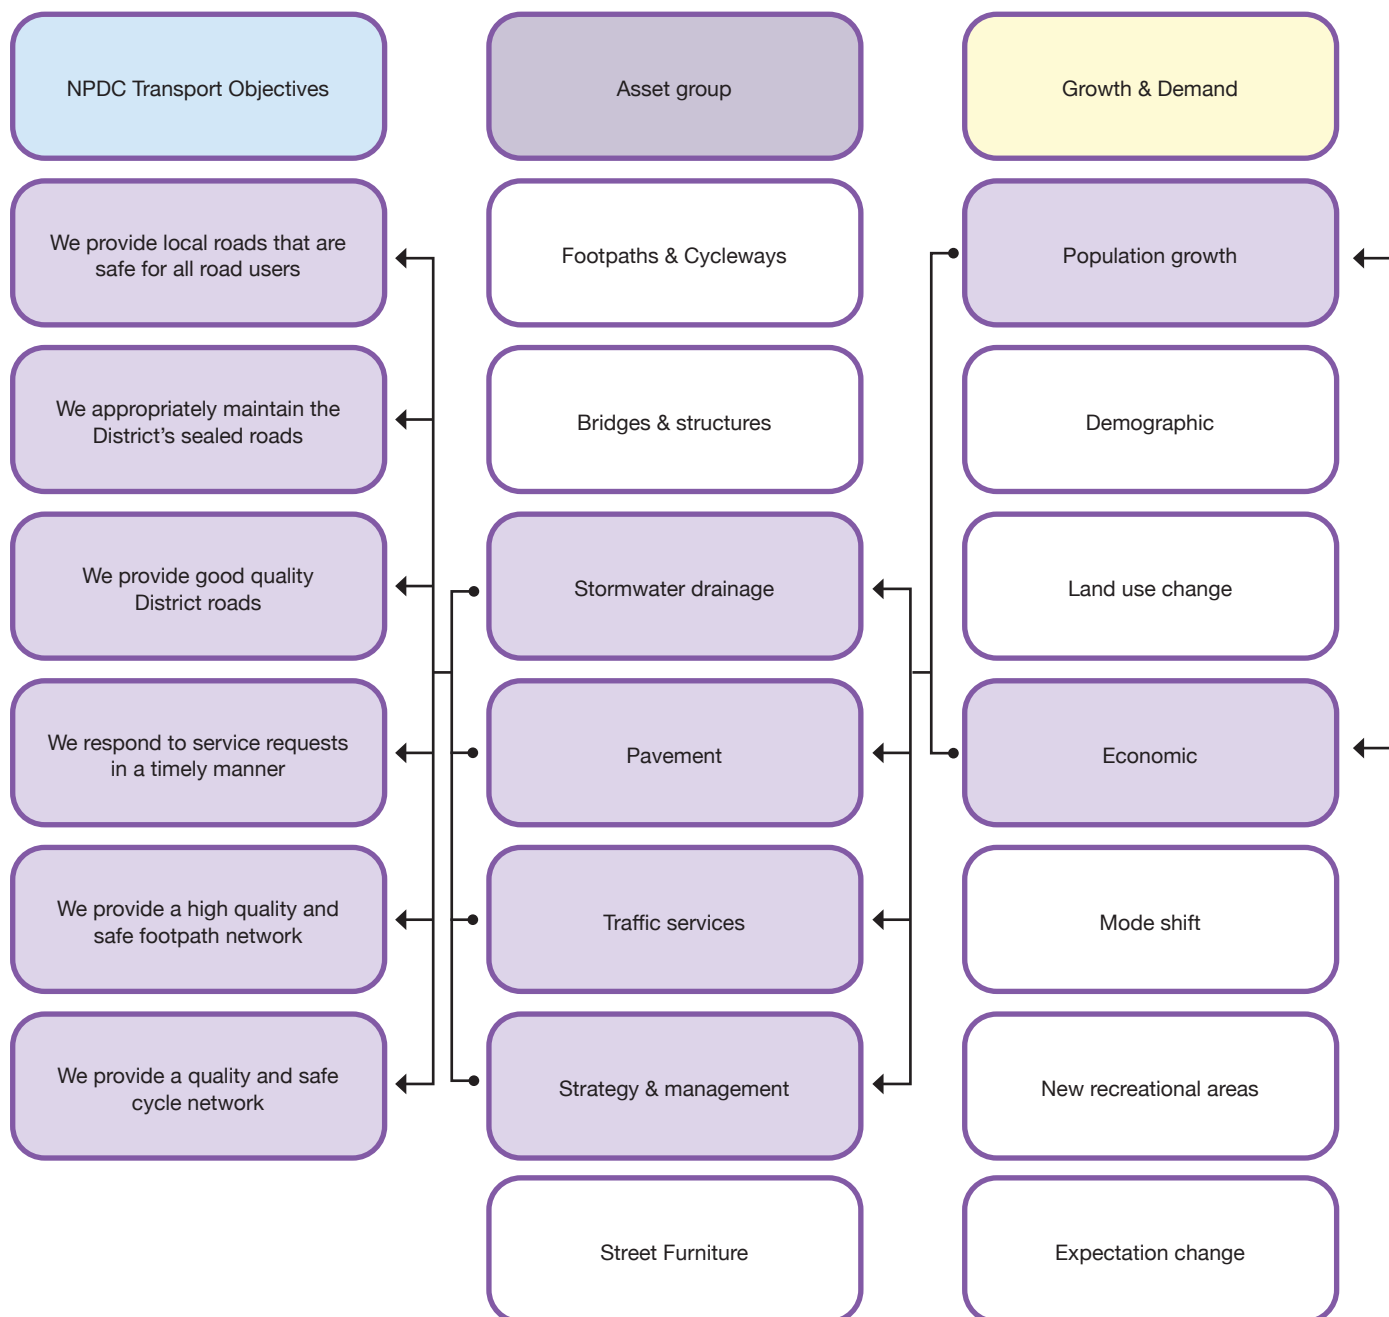 NPDC Transport Objectives
Asset group
Growth & Demand
We provide local roads that are
safe for all road users
Footpaths & Cycleways
Population growth
We appropriately maintain the
District’s sealed roads
Bridges & structures
Demographic
We provide good quality
District roads
Stormwater drainage
Land use change
We respond to service requests
in a timely manner
Pavement
Economic
We provide a high quality and
safe footpath network
Traffic services
Mode shift
We provide a quality and safe
cycle network
Strategy & management
New recreational areas
Street Furniture
Expectation change